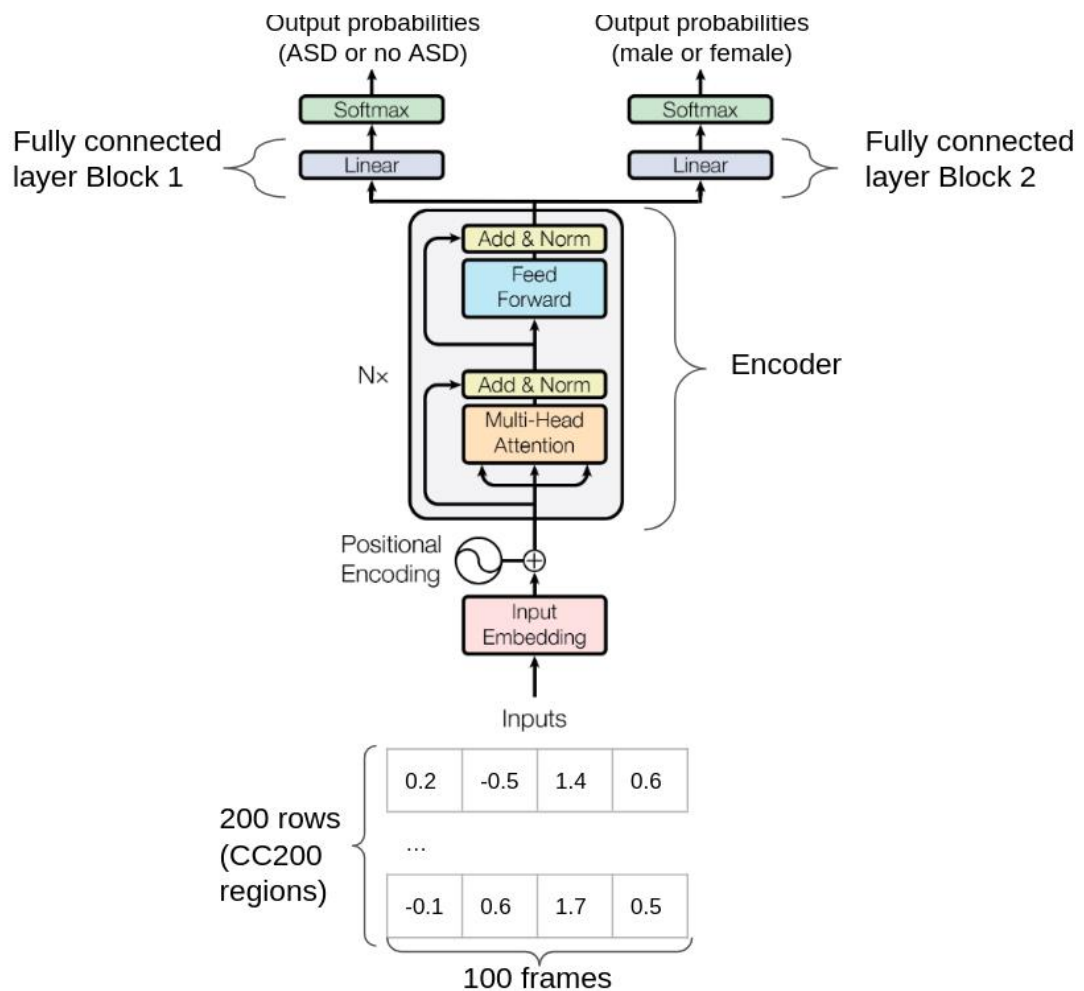 Output probabilities
(ASD or no ASD)
Output probabilities
(male or female)
Softmax
Softmax
Fully connected
layer Block 1
Linear
Linear
Fully connected
layer Block 2
Add & Norm
Feed
Forward
Nx
Add & Norm
Multi-Head
Attention
Encoder
Positional
Encoding
Input
Embedding
Inputs
200 rows
(CC200
regions)
0.2 -0.5 1.4 0.6
...
-0.1 0.6 1.7 0.5
100 frames